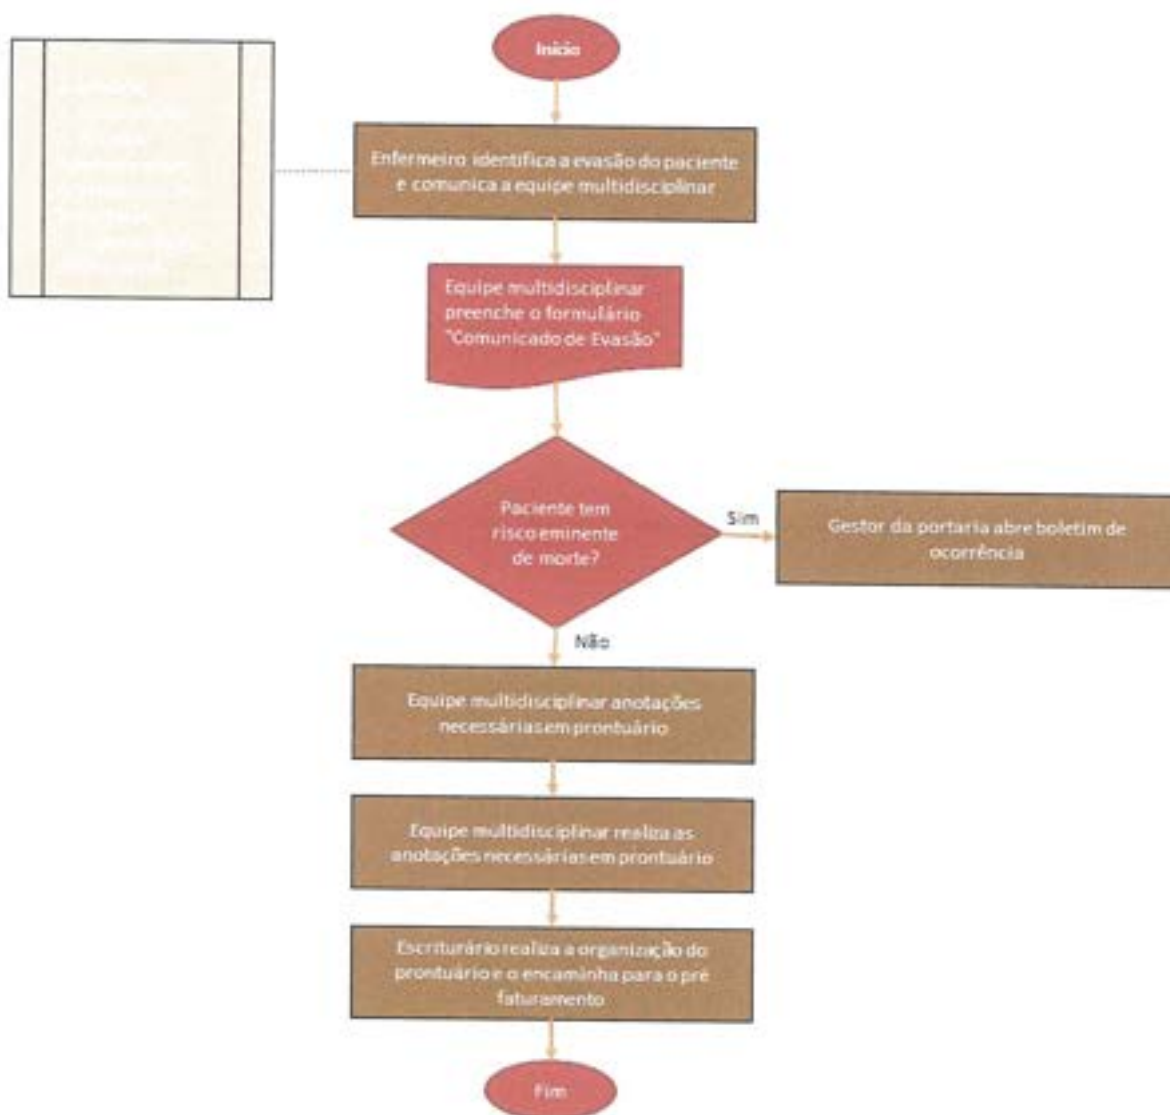 Início
Enfermeiro identifica a evasão do paciente
e comunica a equipe multidisciplinar
Equipe multidisciplinar
preenche o formulário
"Comunicado de Evasão"
Paciente tem
risco eminente
de morte?
Sim
Gestor da portaria abre boletim de
ocorrência
Não
Equipe multidisciplinar anotações
necessárias em prontuário
Equipe multidisciplinar realiza as
anotações necessárias em prontuário
Escriturário realiza a organização do
prontuário e o encaminha para o pré
faturamento
Fim